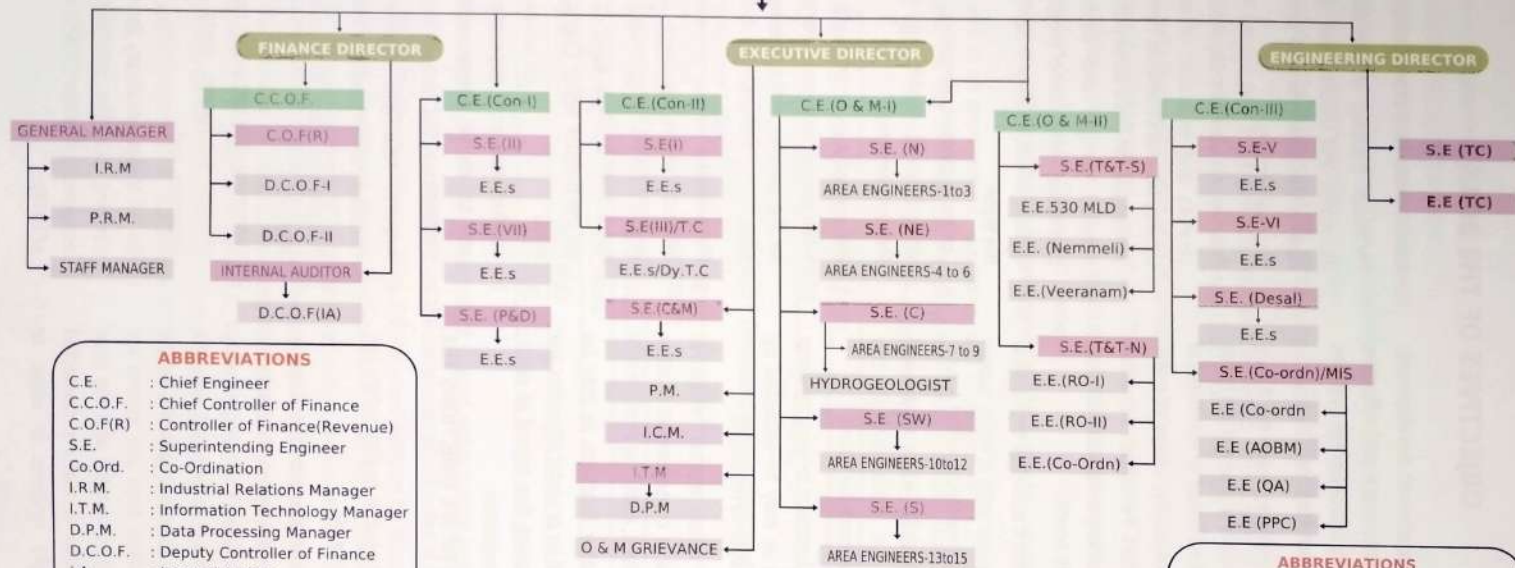 FINANCE DIRECTOR
EXECUTIVE DIRECTOR
ENGINEERING DIRECTOR
GENERAL MANAGER
I.R.M
P.R.M.
STAFF MANAGER
C.C.O.F.
C.O.F(R)
D.C.O.F-I
D.C.O.F-II
INTERNAL AUDITOR
D.C.O.F(IA)
C.E.(Con I)
S.E.(II)
E.E.s
S.E.(VII)
E.E.s
S.E. (P&D)
E.E.s
C.E.(Con-II)
S.E(I)
E.E.s
S.E(III)/T.C
E.E.s/Dy.T.C
S.E.(C&M)
E.E.s
P.M.
I.C.M.
I.T.M
D.P.M
O & M GRIEVANCE
C.E.(O & M-I)
S.E. (N)
AREA ENGINEERS-1to3
S.E. (NE)
AREA ENGINEERS-4 to 6
S.E. (C)
AREA ENGINEERS-7 to 9
HYDROGEOLOGIST
S.E (SW)
AREA ENGINEERS-10to12
S.E. (S)
AREA ENGINEERS-13to15
C.E.(O & M-II)
S.E.(T&T-S)
E.E.530 MLD
E.E. (Nemmeli)
E.E.(Veeranam)
S.E.(T&T-N)
E.E.(RO-I)
E.E.(RO-II)
E.E.(Co-Ordn)
C.E.(Con-III)
S.E-V
E.E.s
S.E-VI
E.E.s
S.E. (Desal)
E.E.s
S.E.(Co-ordn)/MIS
E.E (Co-ordn
E.E (AOBM)
E.E (QA)
E.E (PPC)
S.E (TC)
E.E (TC)
ABBREVIATIONS
C.E. : Chief Engineer
C.C.O.F. : Chief Controller of Finance
C.O.F(R) : Controller of Finance(Revenue)
S.E. : Superintending Engineer
Co.Ord. : Co-Ordination
I.R.M. : Industrial Relations Manager
I.T.M. : Information Technology Manager
D.P.M. : Data Processing Manager
D.C.O.F. : Deputy Controller of Finance
ABBREVIATIONS